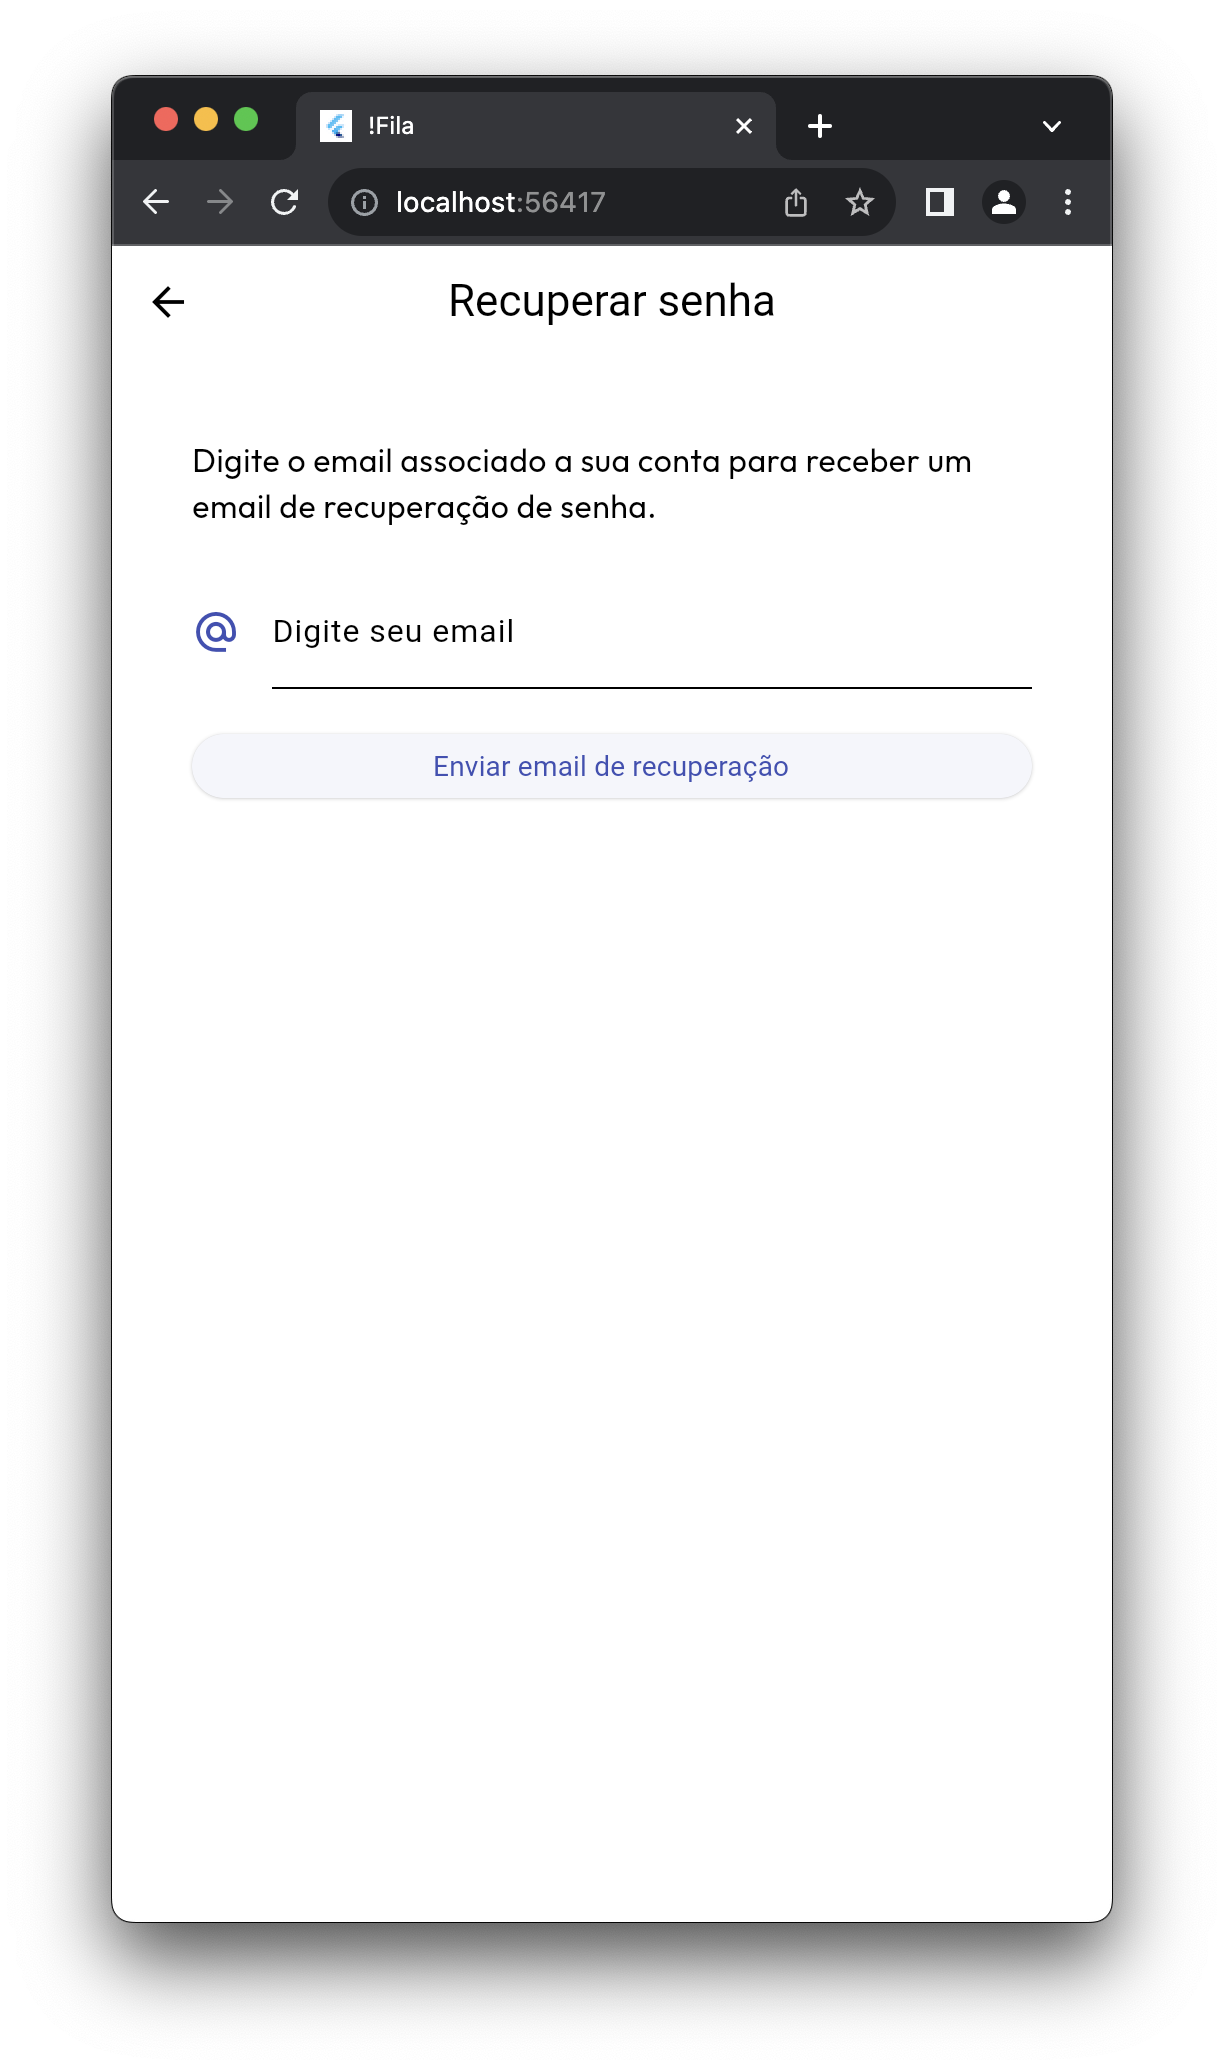 !Fila
localhost:56417
Recuperar senha
Digite o email associado a sua conta para receber um
email de recuperação de senha.
Digite seu email
Enviar email de recuperação